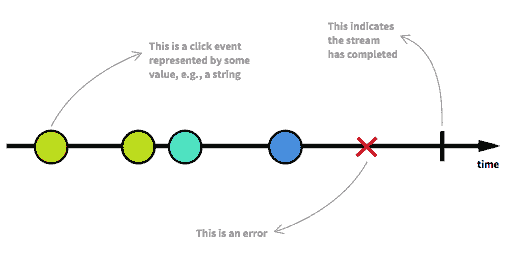 This is a click event
represented by some
value, e.g., a string
This indicates
the stream
has completed
time
This is an error